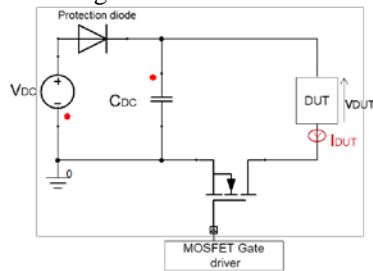 Protection diode
VDC
+
−
CDC
DUT
VDUT
IDUT
0
MOSFET Gate
driver